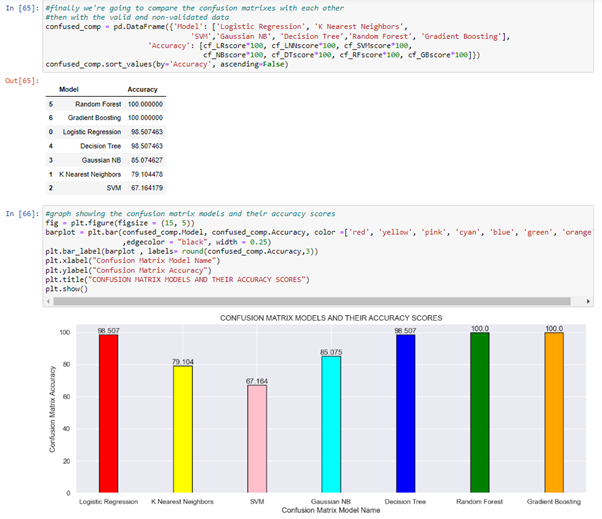 In [65]: #finally we're going to compare the confusion matrixes with each other
#then with the valid and non-validated data
confused_comp = pd.DataFrame({'Model': ['Logistic Regression', 'K Nearest Neighbors',
'SVM','Gaussian NB', 'Decision Tree','Random Forest', 'Gradient Boosting'],
'Accuracy': [cf_LRscore*100, cf_LNNscore*100, cf_SVMscore*100,
cf_NBscore*100, cf_DTscore*100, cf_RFscore*100, cf_GBscore*100]})
confused_comp.sort_values(by='Accuracy', ascending=False)
Out[65]:
Model Accuracy
5 Random Forest 100.000000
6 Gradient Boosting 100.000000
0 Logistic Regression 98.507463
4 Decision Tree 98.507463
3 Gaussian NB 85.074627
1 K Nearest Neighbors 79.104478
2 SVM 67.164179
In [66]: #graph showing the confusion matrix models and their accuracy scores
fig = plt.figure(figsize = (15, 5))
barplot = plt.bar(confused_comp.Model, confused_comp.Accuracy, color =['red', 'yellow', 'pink', 'cyan', 'blue', 'green', 'orange
,edgecolor = "black", width = 0.25)
plt.bar_label(barplot , labels= round(confused_comp.Accuracy,3))
plt.xlabel("Confusion Matrix Model Name")
plt.ylabel("Confusion Matrix Accuracy")
plt.title("CONFUSION MATRIX MODELS AND THEIR ACCURACY SCORES")
plt.show()
CONFUSION MATRIX MODELS AND THEIR ACCURACY SCORES
98.507 79.104 67.164 85.075 98.507 100.0 100.0
100
80
60
40
20
0
Confusion Matrix Accuracy
Logistic Regression K Nearest Neighbors SVM Gaussian NB Decision Tree Random Forest Gradient Boosting
Confusion Matrix Model Name